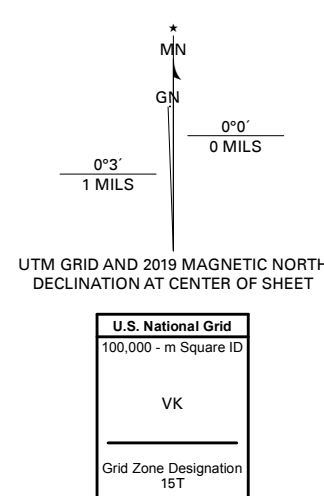 ★
MN
GN
0°0´
0 MILS
0°3´
1 MILS
UTM GRID AND 2019 MAGNETIC NORTH
DECLINATION AT CENTER OF SHEET
U.S. National Grid
100,000 - m Square ID
VK
Grid Zone Designation
15T